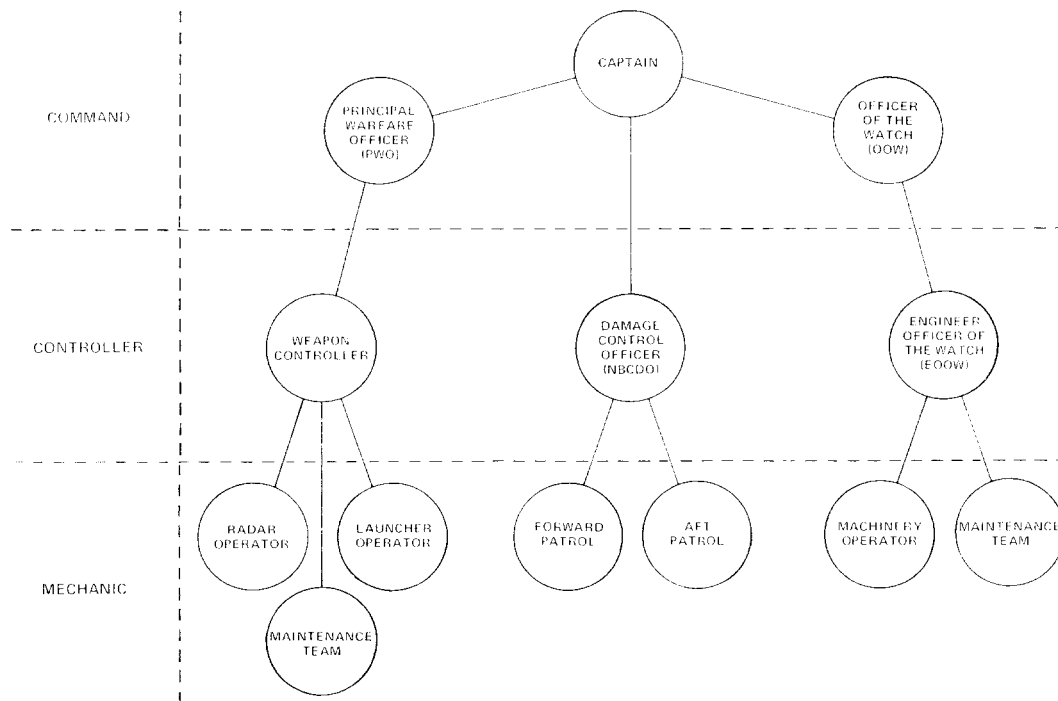 COMMAND
CAPTAIN
PRINCIPAL
WARFARE
OFFICER
(PWO)
OFFICER
OF THE
WATCH
(OOW)
CONTROLLER
WEAPON
CONTROLLER
DAMAGE
CONTROL
OFFICER
(NBCDO)
ENGINEER
OFFICER OF
THE WATCH
(EOOW)
MECHANIC
RADAR
OPERATOR
LAUNCHER
OPERATOR
MAINTENANCE
TEAM
FORWARD
PATROL
AFT
PATROL
MACHINERY
OPERATOR
MAINTENANCE
TEAM